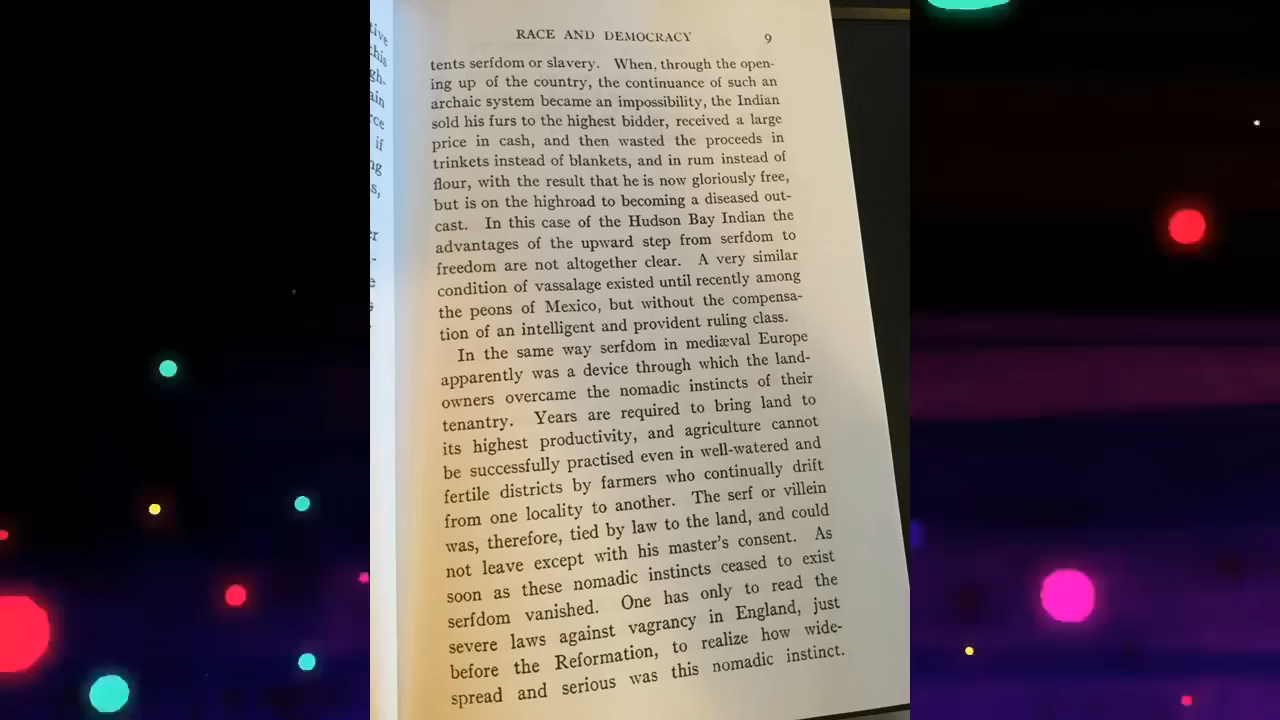 RACE AND DEMOCRACY 9
tents serfdom or slavery. When, through the open-
ing up of the country, the continuance of such an
archaic system became an impossibility, the Indian
sold his furs to the highest bidder, received a large
price in cash, and then wasted the proceeds in
trinkets instead of blankets, and in rum instead of
flour, with the result that he is now gloriously free,
but is on the highroad to becoming a diseased out-
cast. In this case of the Hudson Bay Indian the
advantages of the upward step from serfdom to
freedom are not altogether clear. A very similar
condition of vassalage existed until recently among
the peons of Mexico, but without the compensa-
tion of an intelligent and provident ruling class.
In the same way serfdom in mediæval Europe
apparently was a device through which the land-
owners overcame the nomadic instincts of their
tenantry. Years are required to bring land to
its highest productivity, and agriculture cannot
be successfully practised even in well-watered and
fertile districts by farmers who continually drift
from one locality to another. The serf or villein
was, therefore, tied by law to the land, and could
not leave except with his master's consent. As
soon as these nomadic instincts ceased to exist
serfdom vanished. One has only to read the
severe laws against vagrancy in England, just
before the Reformation, to realize how wide-
spread and serious was this nomadic instinct.